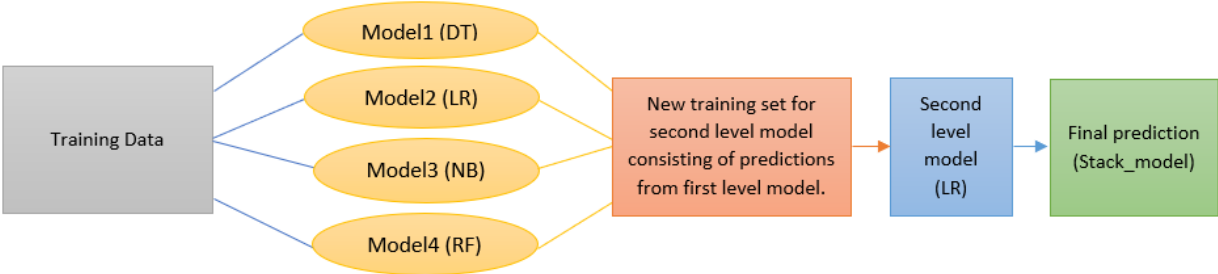 Training Data
Model1 (DT)
Model2 (LR)
Model3 (NB)
Model4 (RF)
New training set for
second level model
consisting of predictions
from first level model.
Second
level
model
(LR)
Final prediction
(Stack_model)